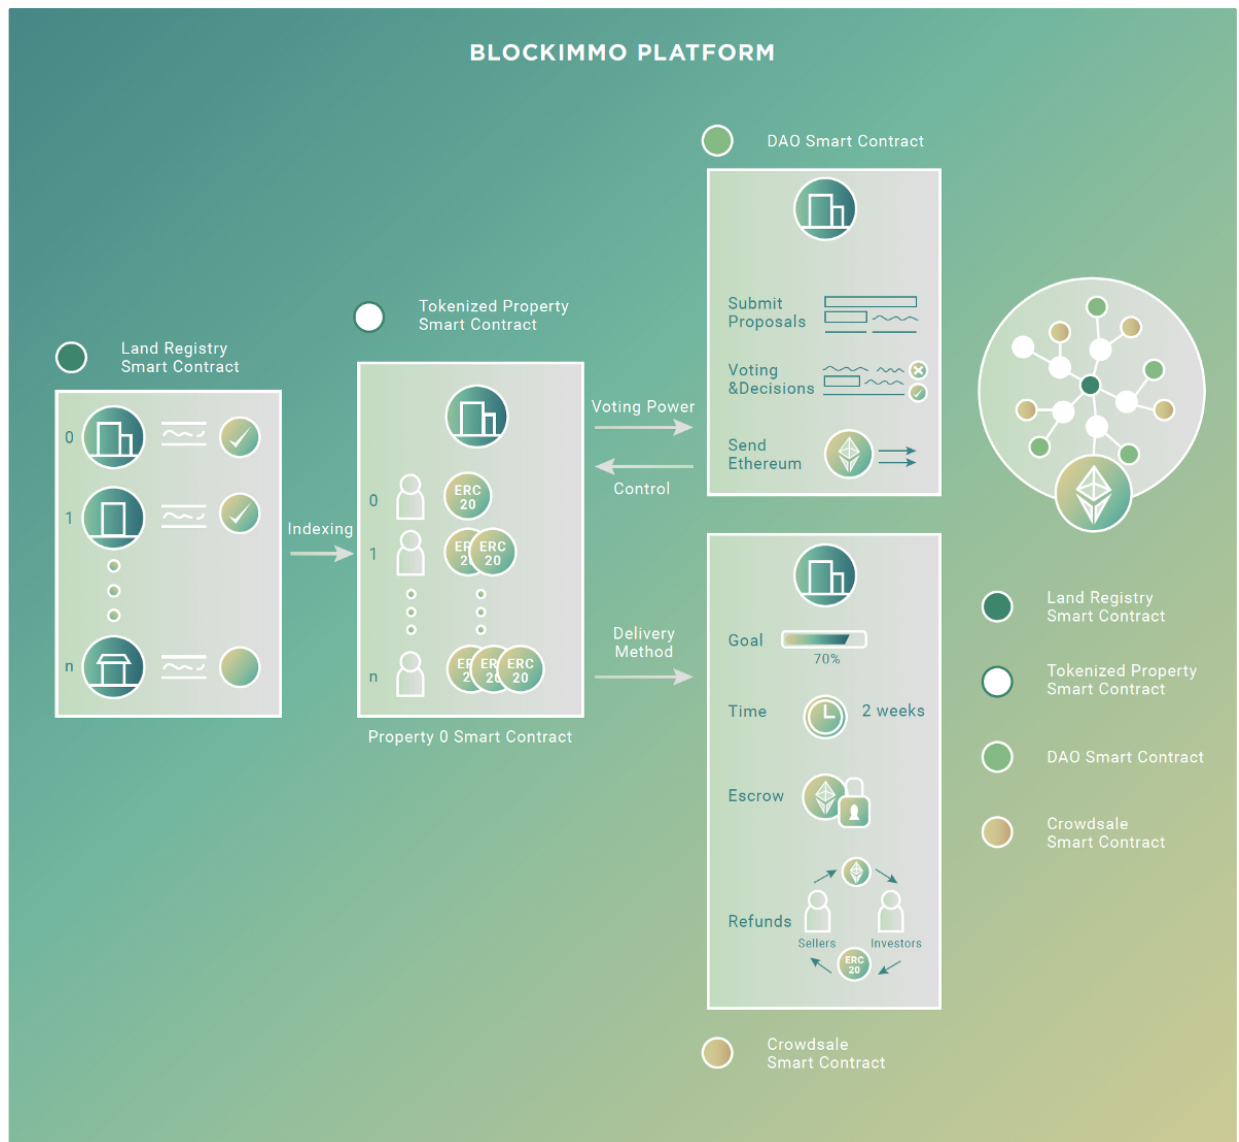 BLOCKIMMO PLATFORM
Land Registry
Smart Contract
0
1
n
Indexing
Tokenized Property
Smart Contract
0
ERC
20
1
ERC
20
n
ERC
20
Property 0 Smart Contract
Voting Power
Control
Delivery
Method
DAO Smart Contract
Submit
Proposals
Voting
&Decisions
Send
Ethereum
Goal
70%
Time
2 weeks
Escrow
Refunds
Sellers
Investors
ERC
20
Crowdsale
Smart Contract
Land Registry
Smart Contract
Tokenized Property
Smart Contract
DAO Smart Contract
Crowdsale
Smart Contract